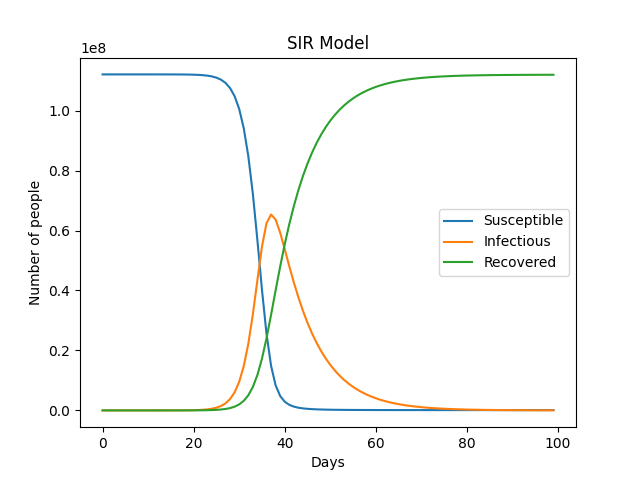 SIR Model
1e8
1.0
0.8
0.6
0.4
0.2
0.0
Number of people
Susceptible
Infectious
Recovered
0 20 40 60 80 100
Days